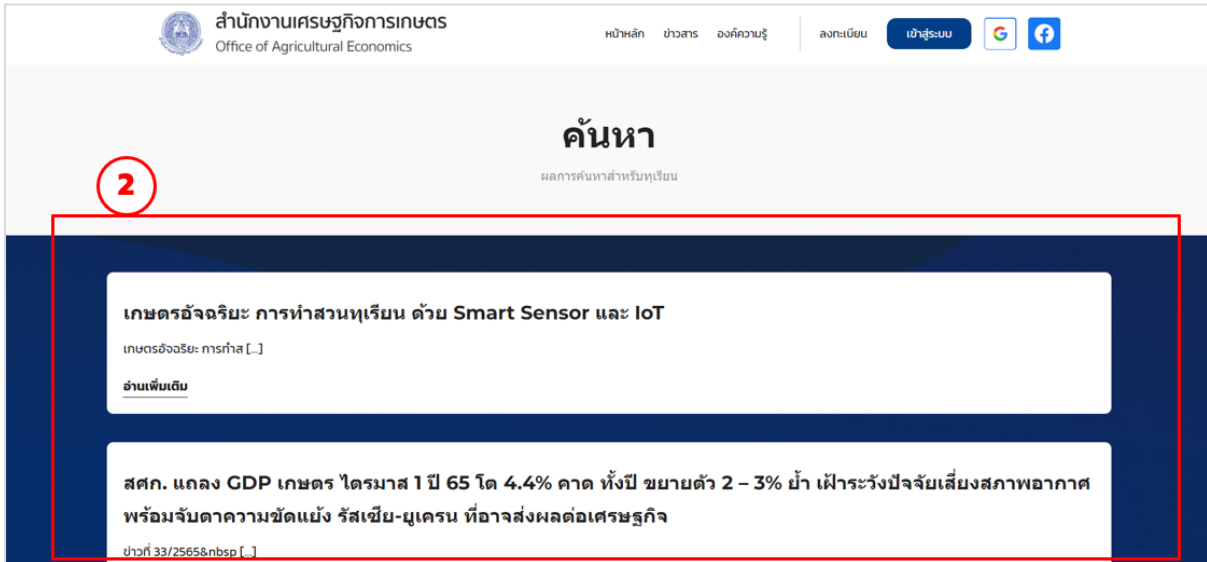 สำนักงานเศรษฐกิจการเกษตร
Office of Agricultural Economics
หน้าหลัก ข่าวสาร องค์ความรู้ ลงทะเบียน เข้าสู่ระบบ
ค้นหา
ผลการค้นหาสำหรับทุเรียน
2
เกษตรอัจฉริยะ การทำสวนทุเรียน ด้วย Smart Sensor และ IoT
เกษตรอัจฉริยะ การทำส [...]
อ่านเพิ่มเติม
สศก. แถลง GDP เกษตร ไตรมาส 1 ปี 65 โต 4.4% คาด ทั้งปี ขยายตัว 2 – 3% ย้ำ เฝ้าระวังปัจจัยเสี่ยงสภาพอากาศ
พร้อมจับตาความขัดแย้ง รัสเซีย-ยูเครน ที่อาจส่งผลต่อเศรษฐกิจ
ข่าวที่ 33/2565&nbsp [...]